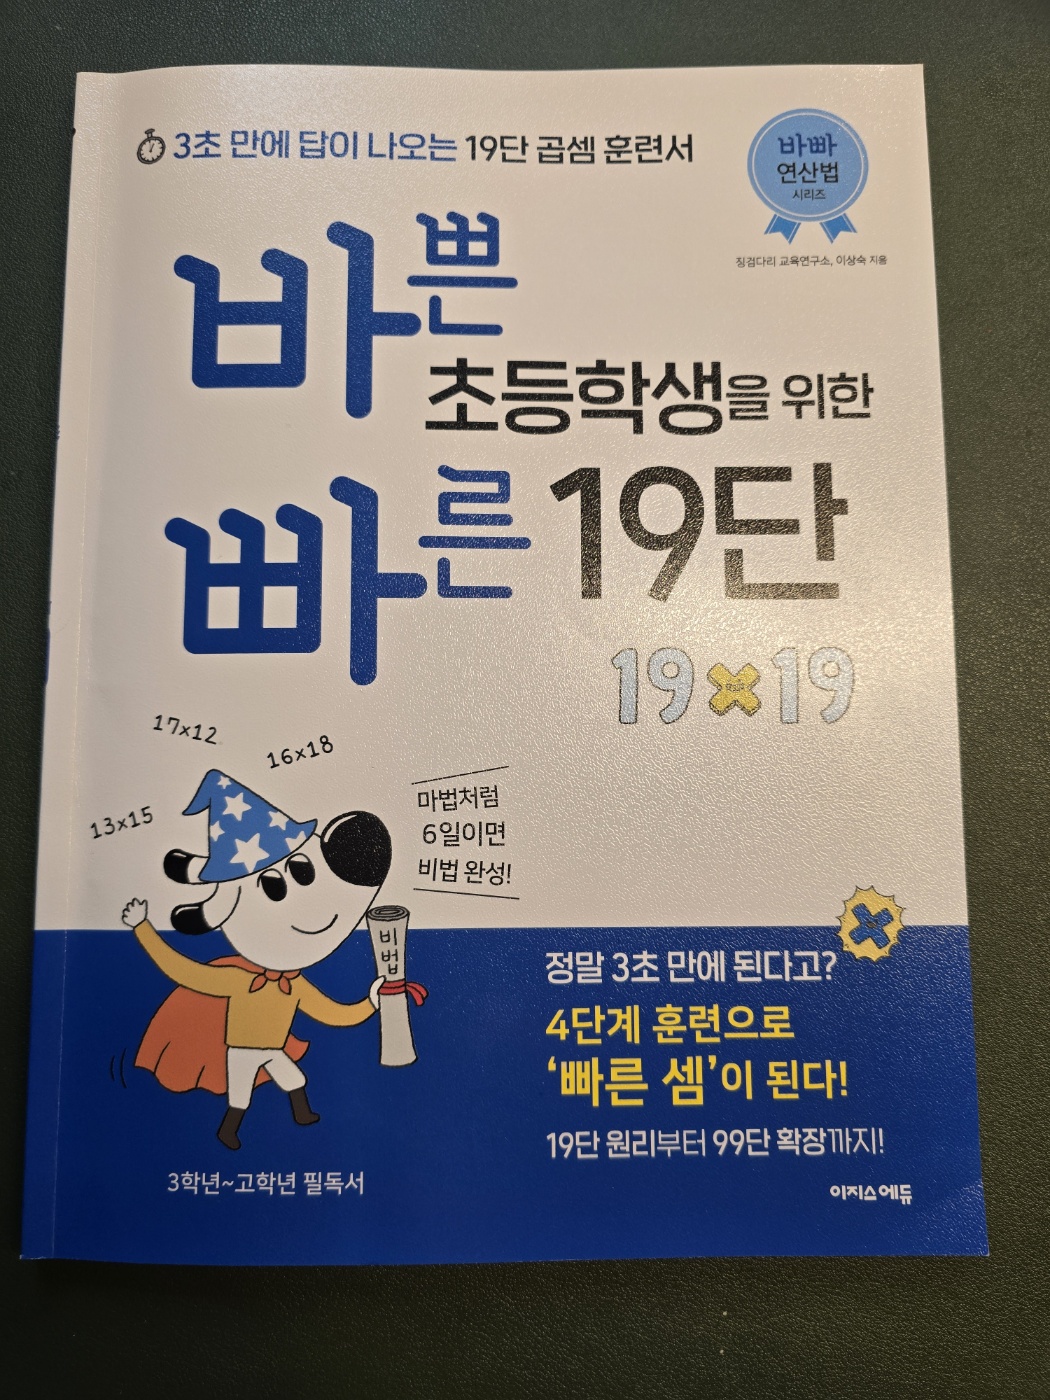 3초 만에 답이 나오는 19단 곱셈 훈련서
바빠
연산법
시리즈
징검다리 교육연구소, 이상숙 지음
바쁜
초등학생을 위한
빠른 19단
19×19
17×12
16×18
13×15
마법처럼
6일이면
비법 완성!
비
법
정말 3초 만에 된다고?
4단계 훈련으로
‘빠른 셈’이 된다!
19단 원리부터 99단 확장까지!
3학년~고학년 필독서
이지스에듀